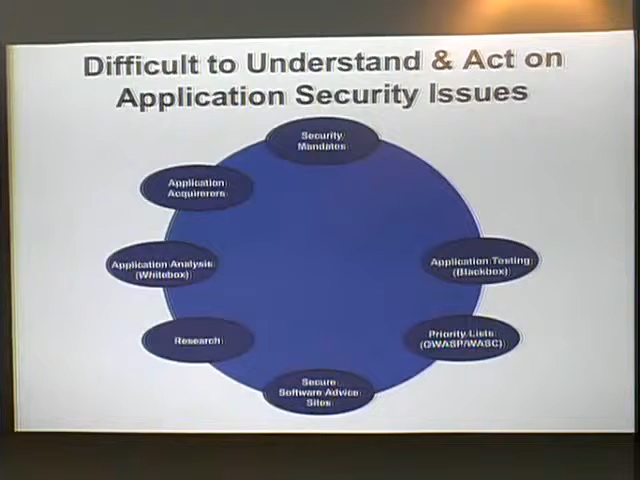 Difficult to Understand & Act on
Application Security Issues
Security
Mandates
Application
Acquirerers
Application Analysis
(Whitebox)
Application Testing
(Blackbox)
Research
Priority Lists
(OWASP/WASC)
Secure
Software Advice
Sites